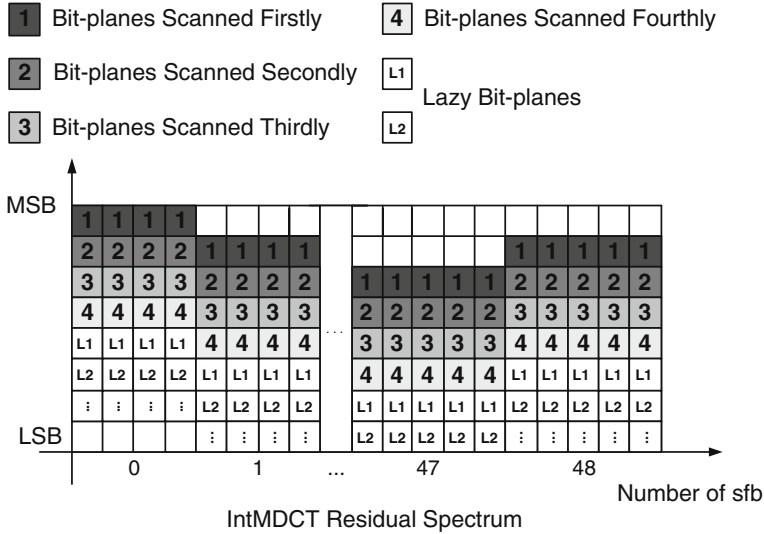 1 Bit-planes Scanned Firstly
4 Bit-planes Scanned Fourthly
2 Bit-planes Scanned Secondly
L1
Lazy Bit-planes
3 Bit-planes Scanned Thirdly
L2
MSB
1 1 1 1
2 2 2 2 1 1 1 1 1 1 1 1 1
3 3 3 3 2 2 2 2 1 1 1 1 1 2 2 2 2 2
4 4 4 4 3 3 3 3 2 2 2 2 2 3 3 3 3 3
...
L1 L1 L1 L1 4 4 4 4 3 3 3 3 3 4 4 4 4 4
L2 L2 L2 L2 L1 L1 L1 L1 4 4 4 4 4 L1 L1 L1 L1 L1
⋮ ⋮ ⋮ ⋮ L2 L2 L2 L2 L1 L1 L1 L1 L1 L2 L2 L2 L2 L2
LSB
⋮ ⋮ ⋮ ⋮ L2 L2 L2 L2 L2 ⋮ ⋮ ⋮ ⋮ ⋮
0 1 ... 47 48
Number of sfb
IntMDCT Residual Spectrum